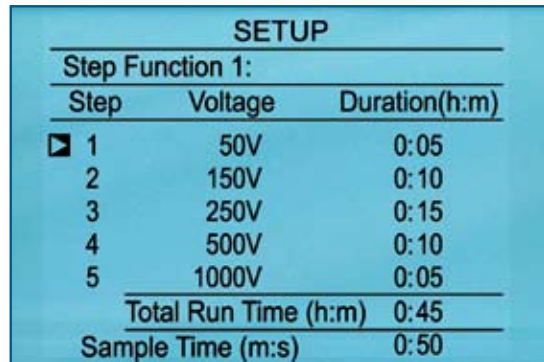 SETUP
Step Function 1:
Step Voltage Duration(h:m)
1 50V 0:05
2 150V 0:10
3 250V 0:15
4 500V 0:10
5 1000V 0:05
Total Run Time (h:m) 0:45
Sample Time (m:s) 0:50